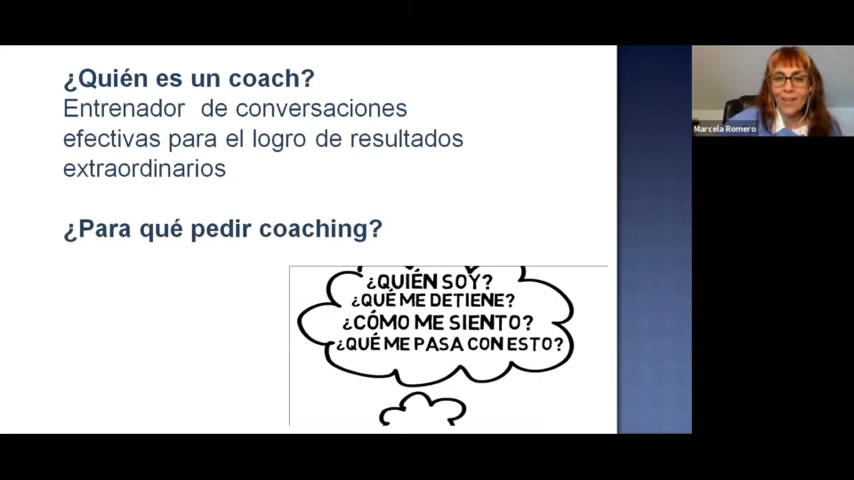 ¿Quién es un coach?
Entrenador de conversaciones
efectivas para el logro de resultados
extraordinarios
¿Para qué pedir coaching?
¿QUIÉN SOY?
¿QUÉ ME DETIENE?
¿CÓMO ME SIENTO?
¿QUÉ ME PASA CON ESTO?
Marcela Romero